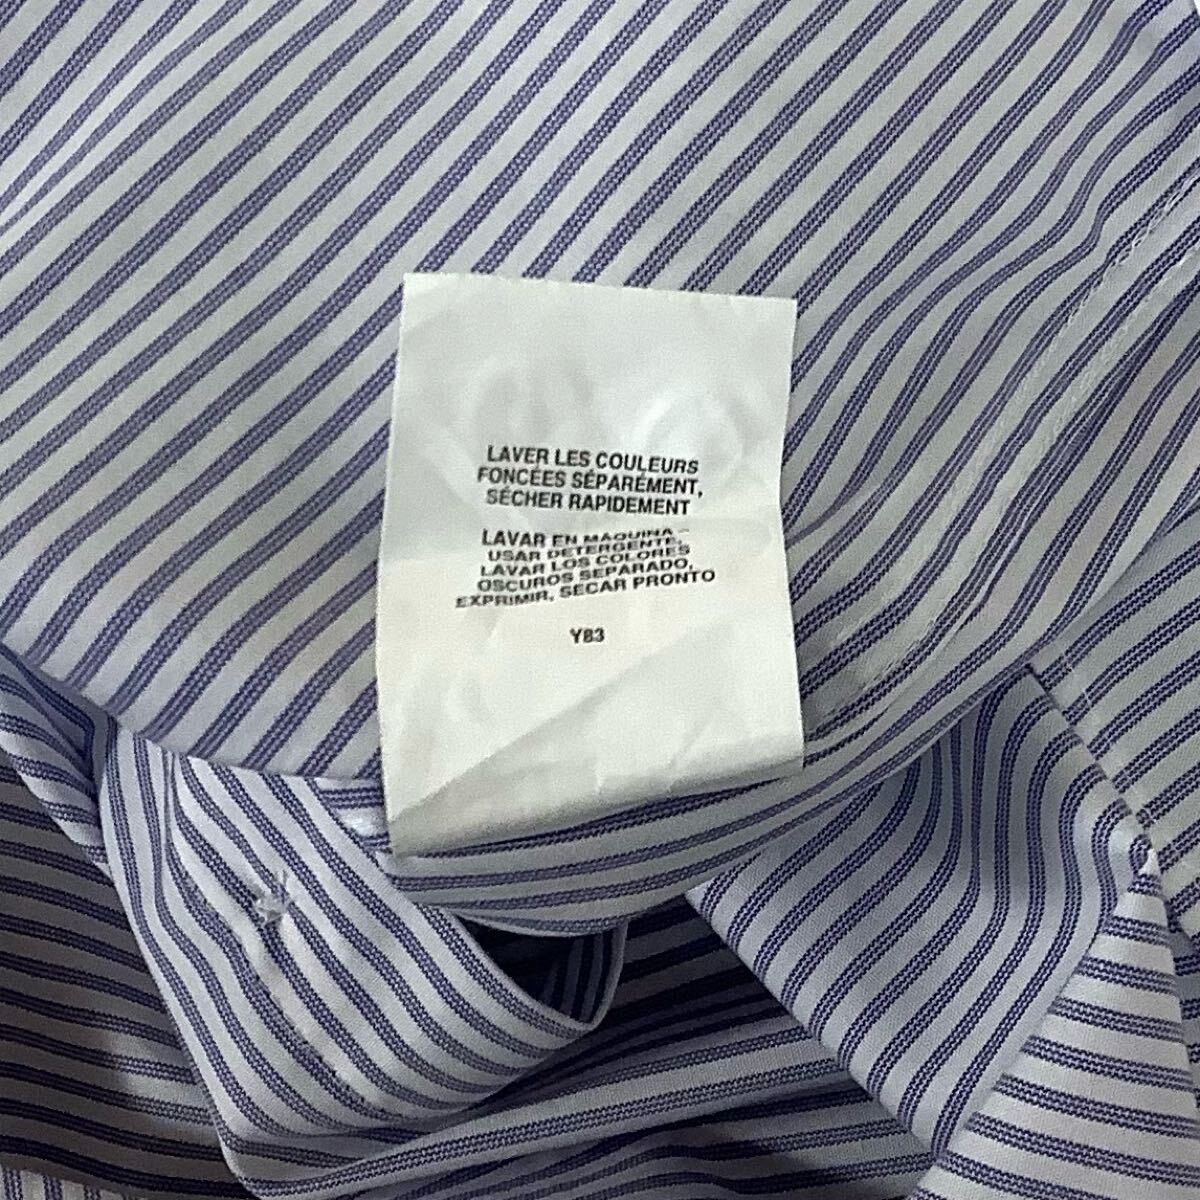 LAVER LES COULEURS
FONCÉES SÉPARÉMENT,
SÉCHER RAPIDEMENT
LAVAR EN MAQUINA -
USAR DETERGENTE,
LAVAR LOS COLORES
OSCUROS SEPARADO,
EXPRIMIR, SECAR PRONTO
YB3